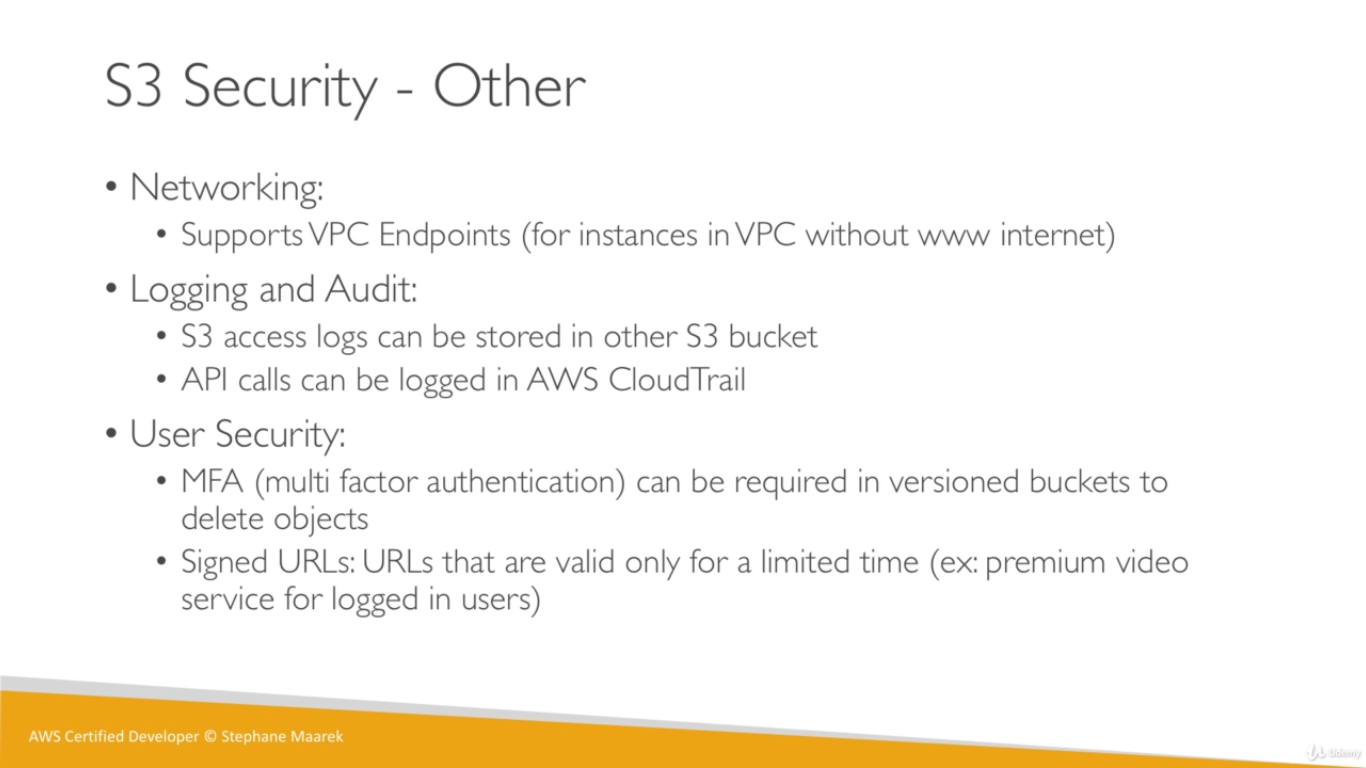 S3 Security - Other
• Networking:
• Supports VPC Endpoints (for instances in VPC without www internet)
• Logging and Audit:
• S3 access logs can be stored in other S3 bucket
• API calls can be logged in AWS CloudTrail
• User Security:
• MFA (multi factor authentication) can be required in versioned buckets to
delete objects
• Signed URLs: URLs that are valid only for a limited time (ex: premium video
service for logged in users)
AWS Certified Developer © Stephane Maarek
Udemy